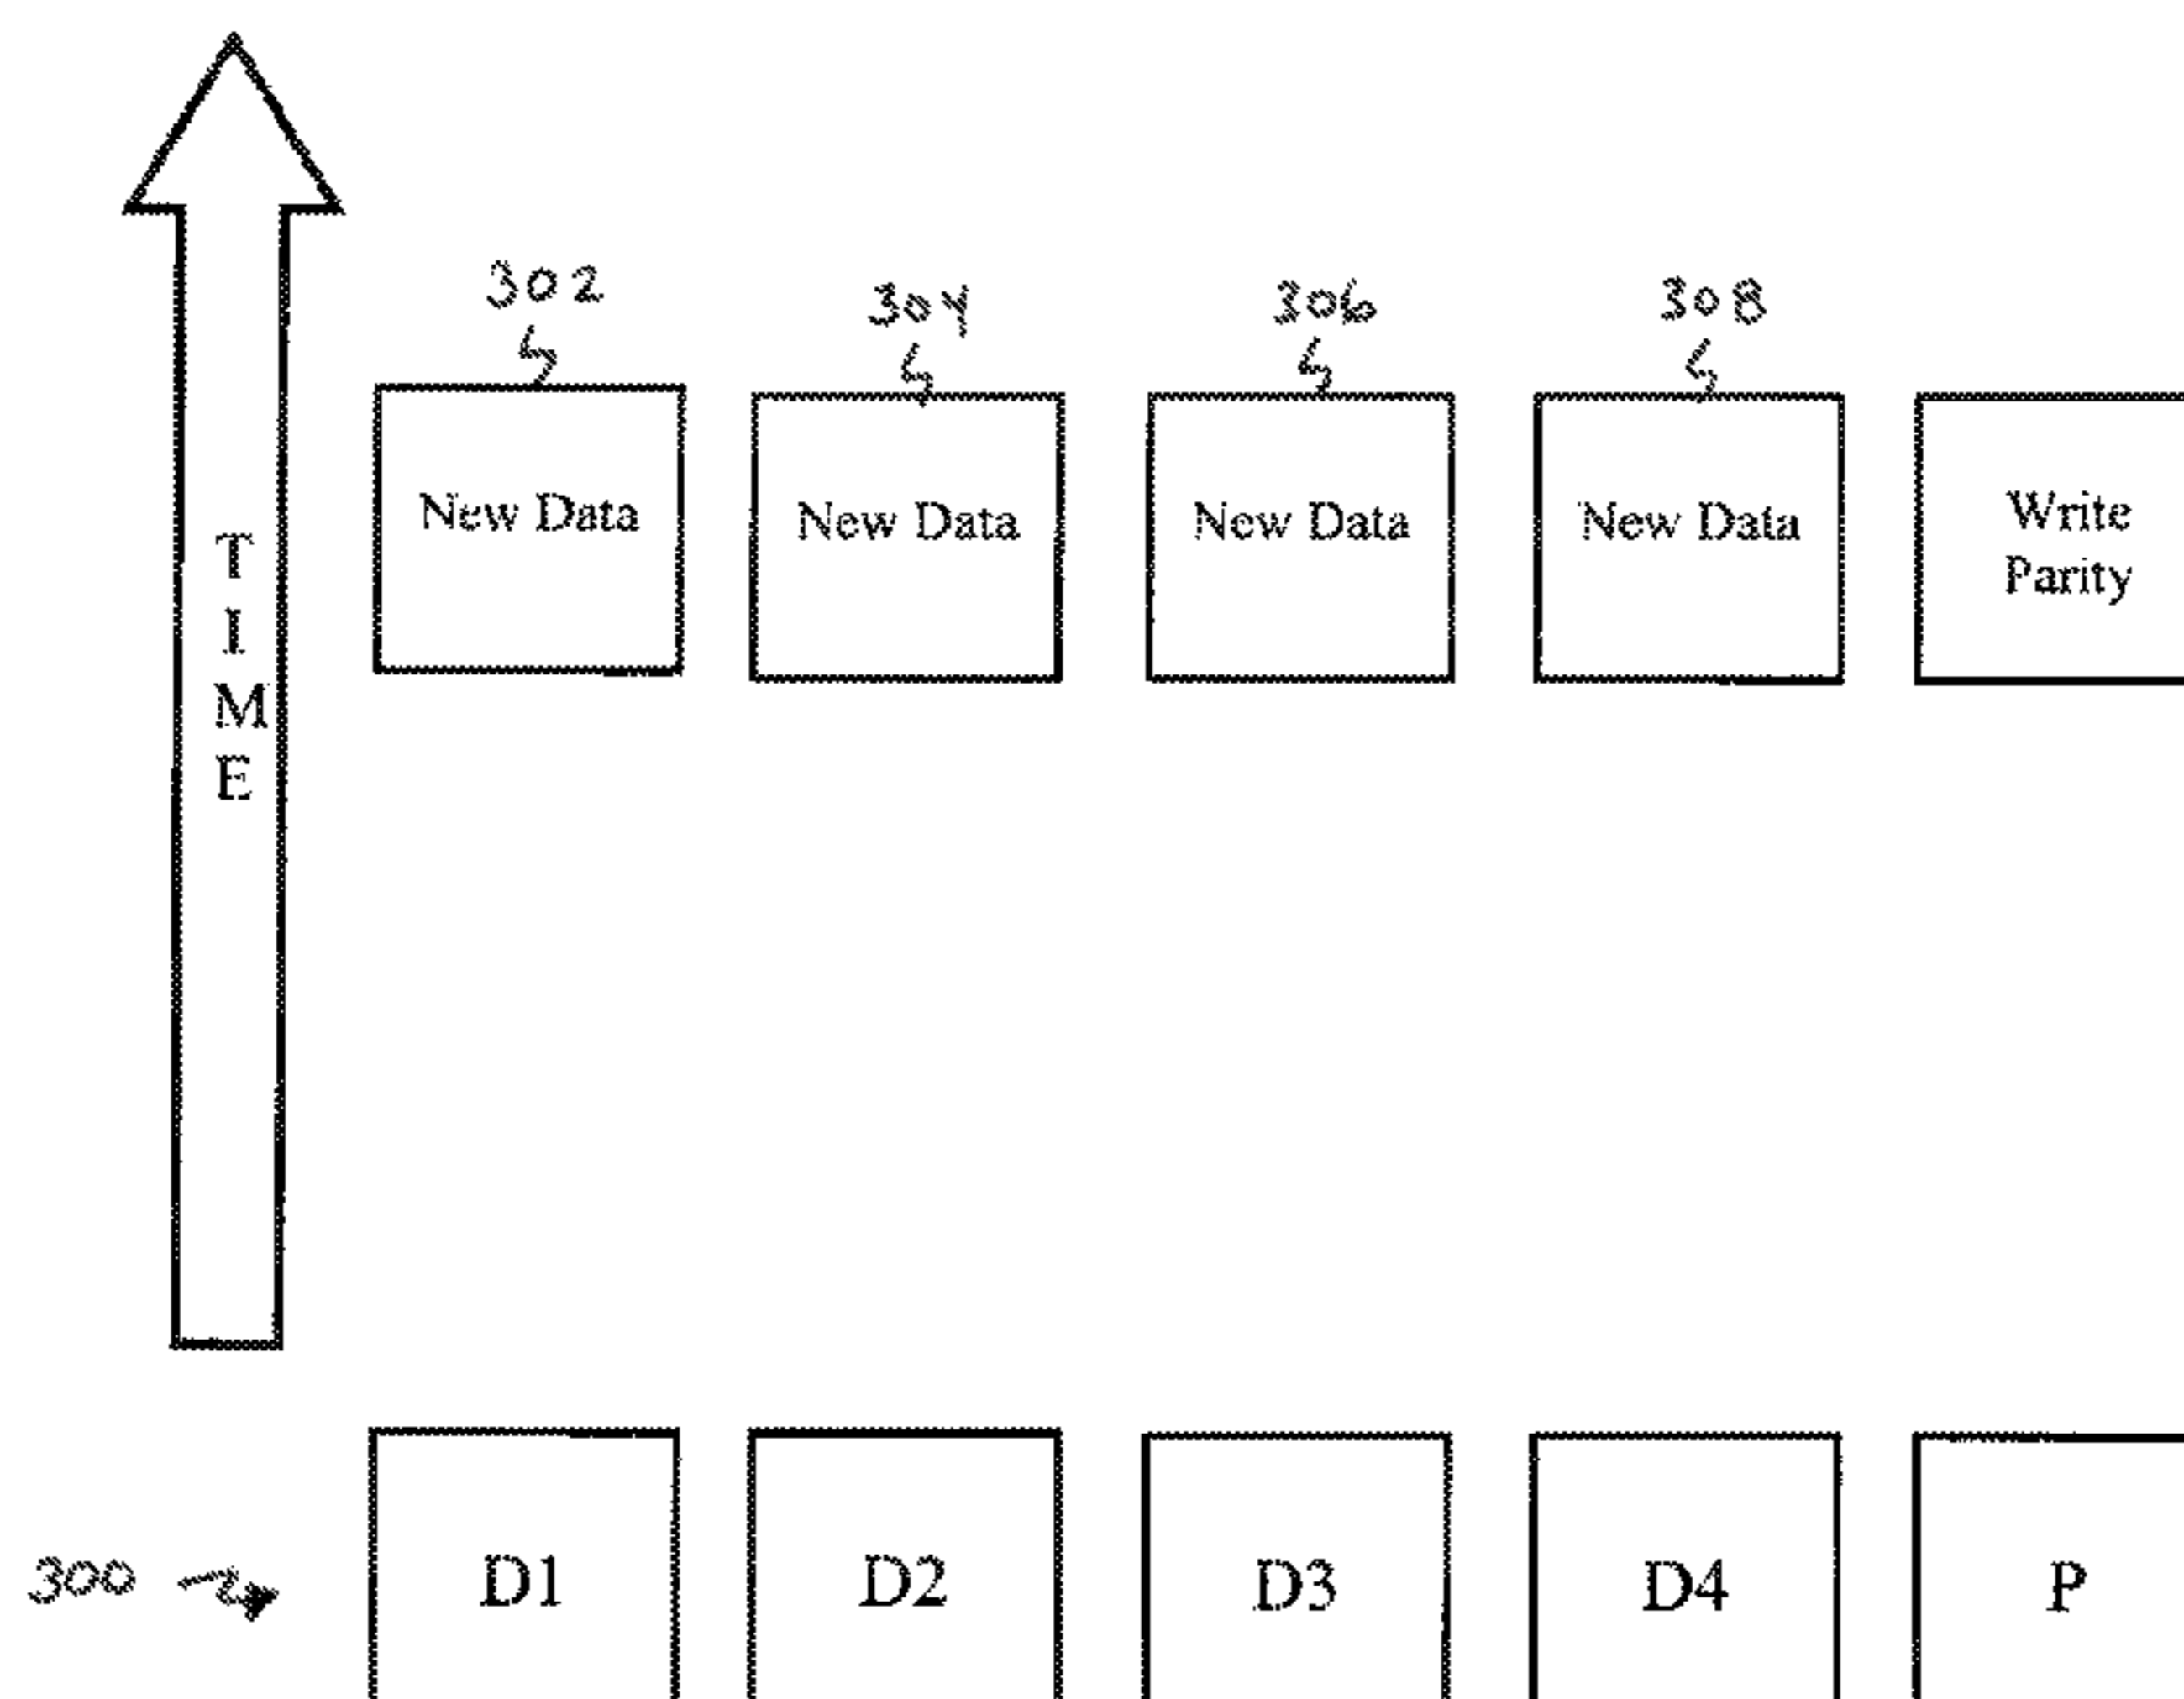 302
304
306
308
New Data
New Data
New Data
New Data
Write
Parity
T
I
M
E
300
D1
D2
D3
D4
P